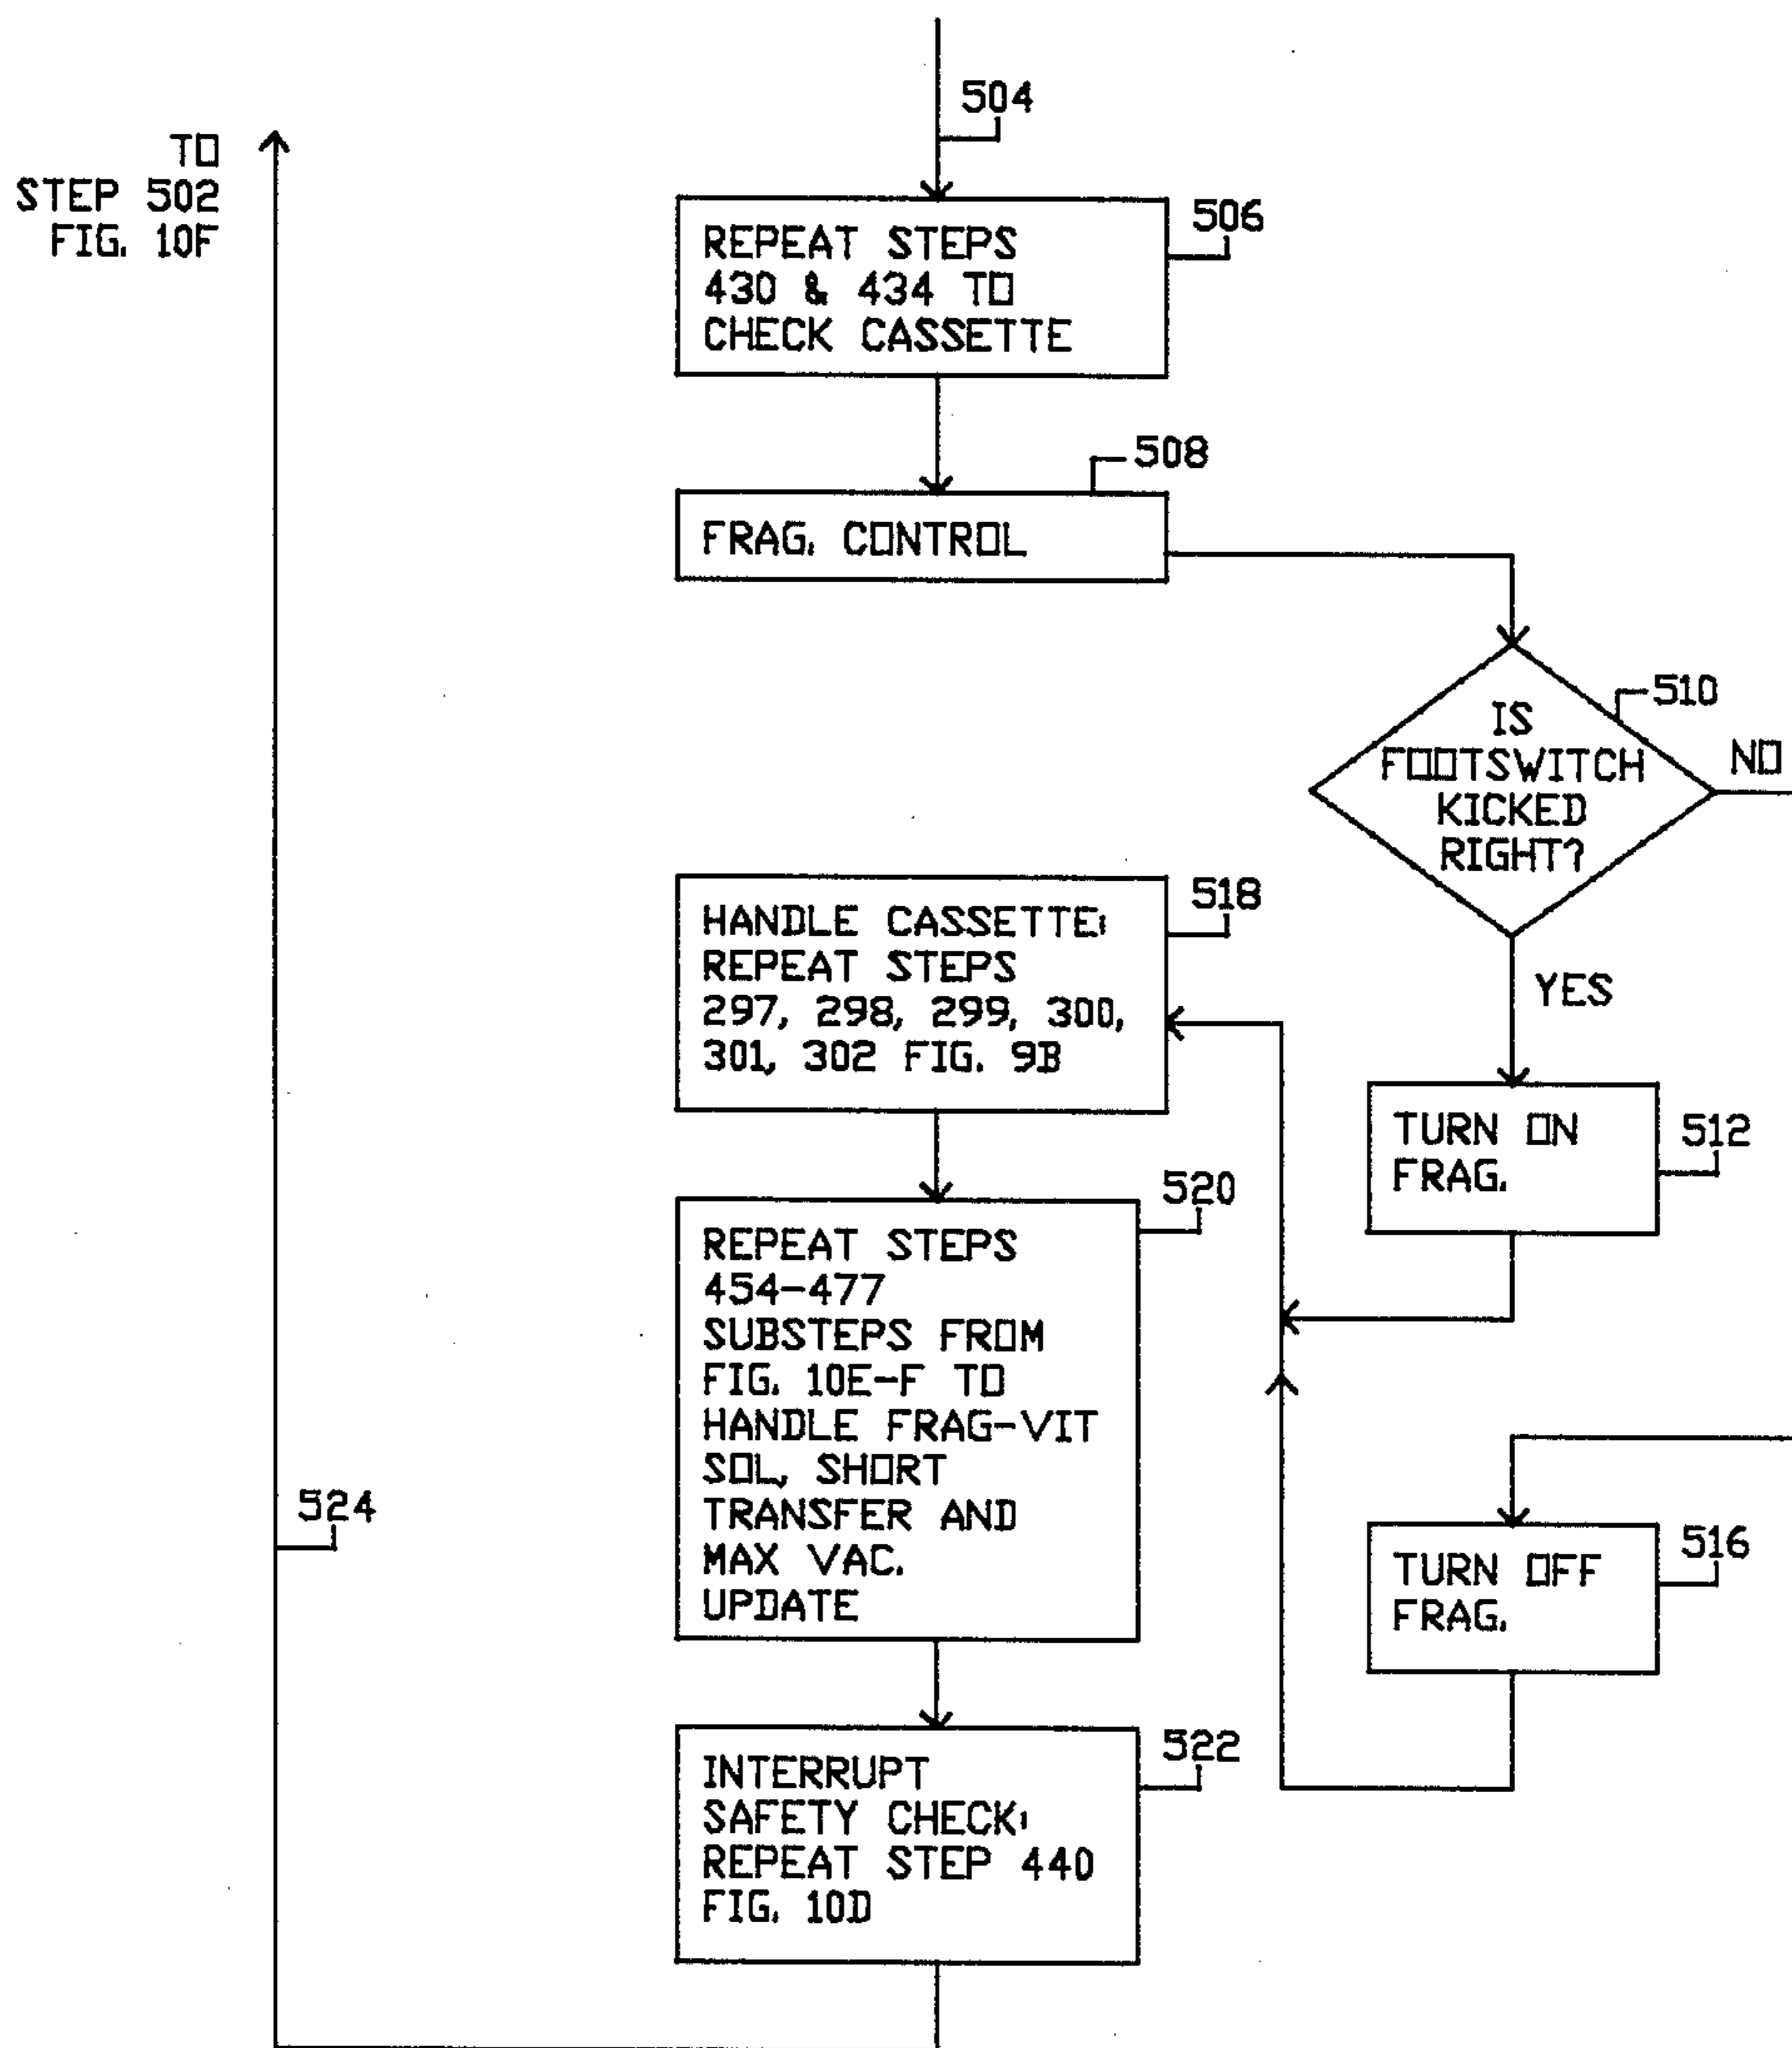 504
TO
STEP 502
FIG. 10F
506
REPEAT STEPS
430 & 434 TO
CHECK CASSETTE
508
FRAG. CONTROL
510
IS
FOOTSWITCH
KICKED
RIGHT?
NO
YES
518
HANDLE CASSETTE:
REPEAT STEPS
297, 298, 299, 300,
301, 302 FIG. 9B
512
TURN ON
FRAG.
520
REPEAT STEPS
454-477
SUBSTEPS FROM
FIG. 10E-F TO
HANDLE FRAG-VIT
SOL, SHORT
TRANSFER AND
MAX VAC.
UPDATE
524
516
TURN OFF
FRAG.
522
INTERRUPT
SAFETY CHECK:
REPEAT STEP 440
FIG. 10D